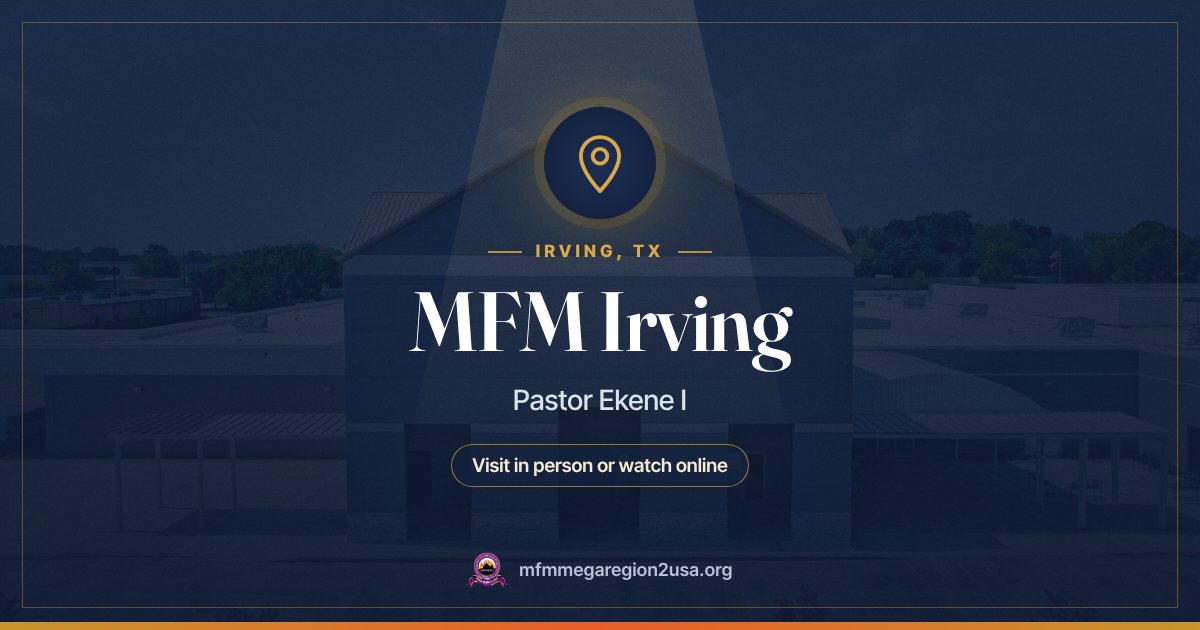 IRVING, TX
MFM Irving
Pastor Ekene I
Visit in person or watch online
mfmmegaregion2usa.org